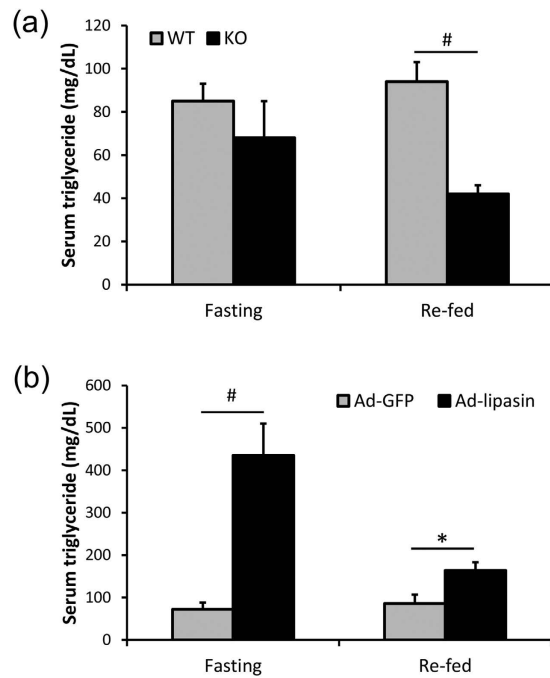 (a)
WT KO
#
Serum triglyceride (mg/dL)
120
100
80
60
40
20
0
Fasting Re-fed
(b)
Ad-GFP Ad-lipasin
#
*
Serum triglyceride (mg/dL)
600
500
400
300
200
100
0
Fasting Re-fed